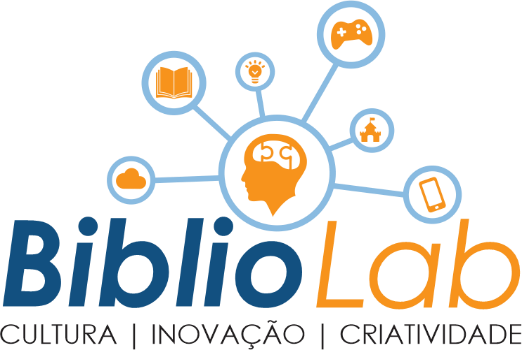 BiblioLab
CULTURA | INOVAÇÃO | CRIATIVIDADE